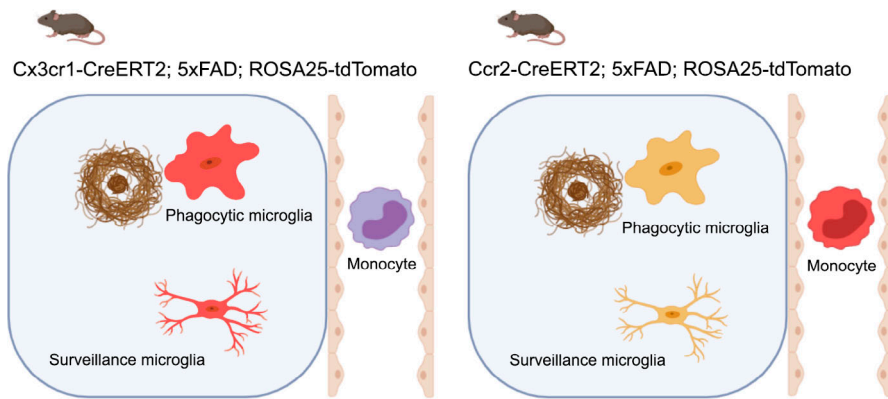 Cx3cr1-CreERT2; 5xFAD; ROSA25-tdTomato
Phagocytic microglia
Monocyte
Surveillance microglia
Ccr2-CreERT2; 5xFAD; ROSA25-tdTomato
Phagocytic microglia
Monocyte
Surveillance microglia